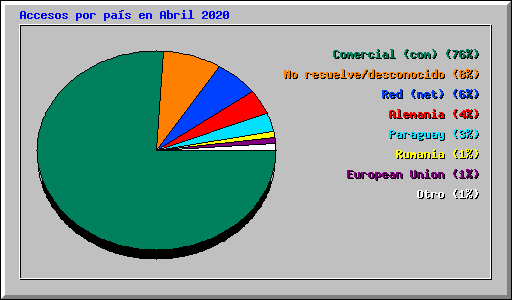 Accesos por país en Abril 2020
Comercial (com) (76%)
No resuelve/desconocido (8%)
Red (net) (6%)
Alemania (4%)
Paraguay (3%)
Rumania (1%)
European Union (1%)
Otro (1%)